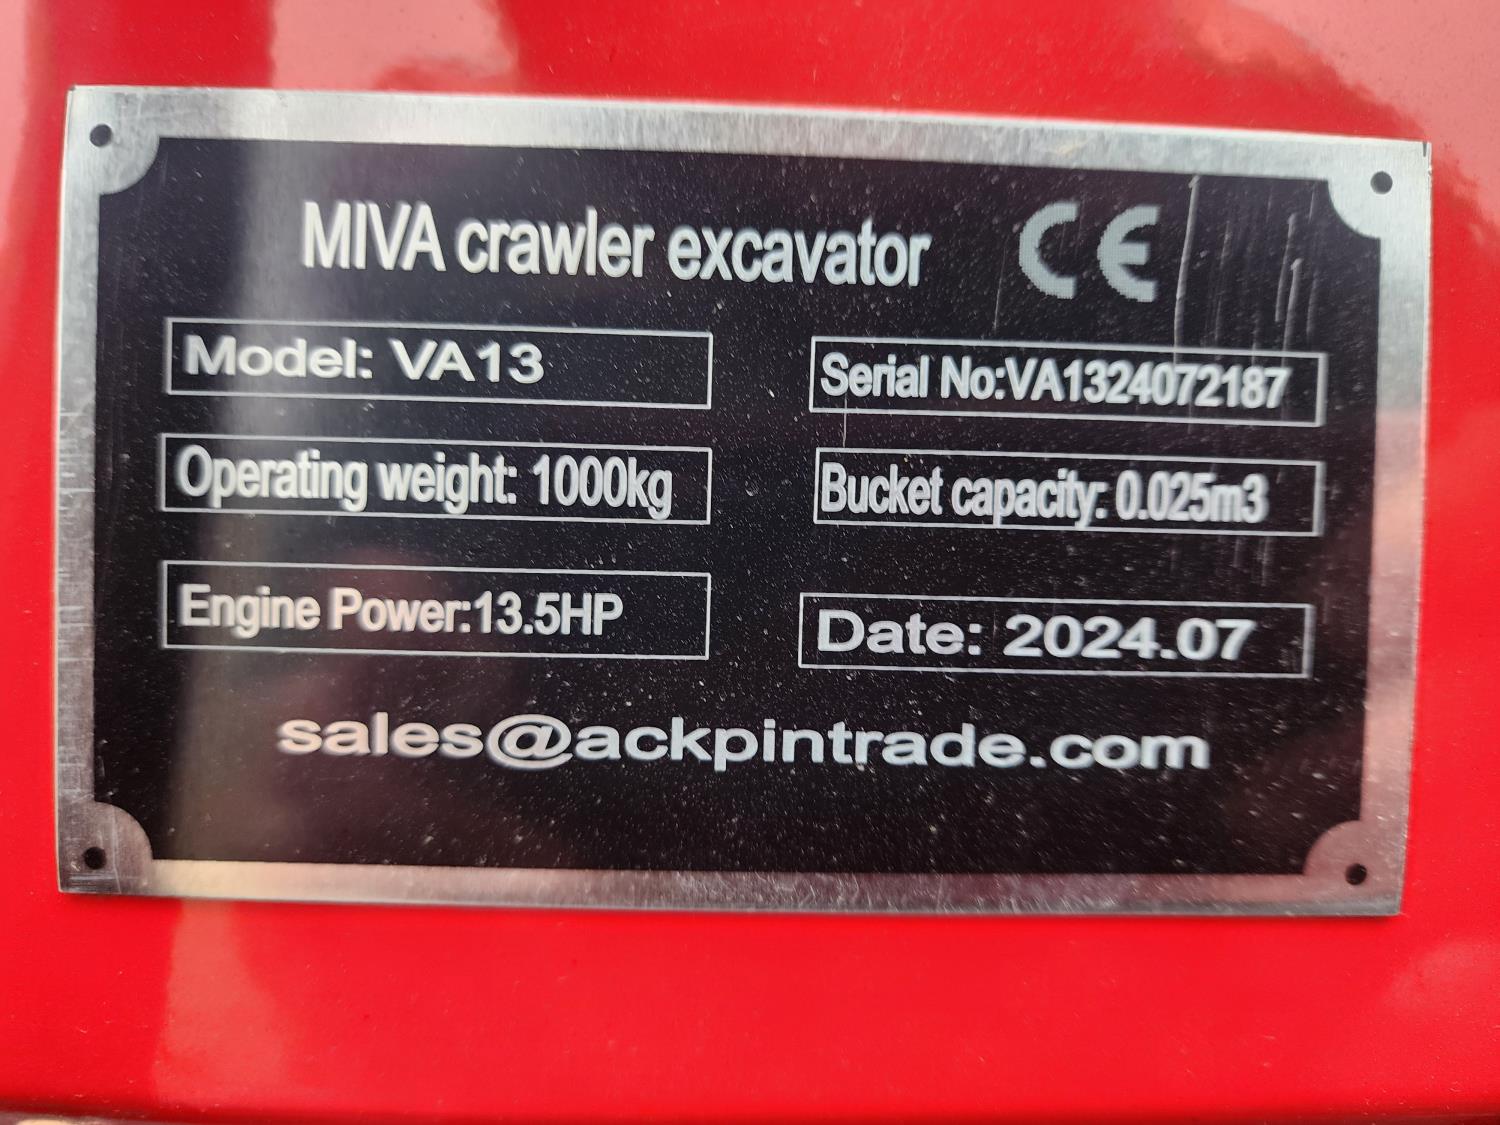 MIVA crawler excavator CE
Model: VA13
Serial No:VA1324072187
Operating weight: 1000kg
Bucket capacity: 0.025m3
Engine Power:13.5HP
Date: 2024.07
sales@ackpintrade.com